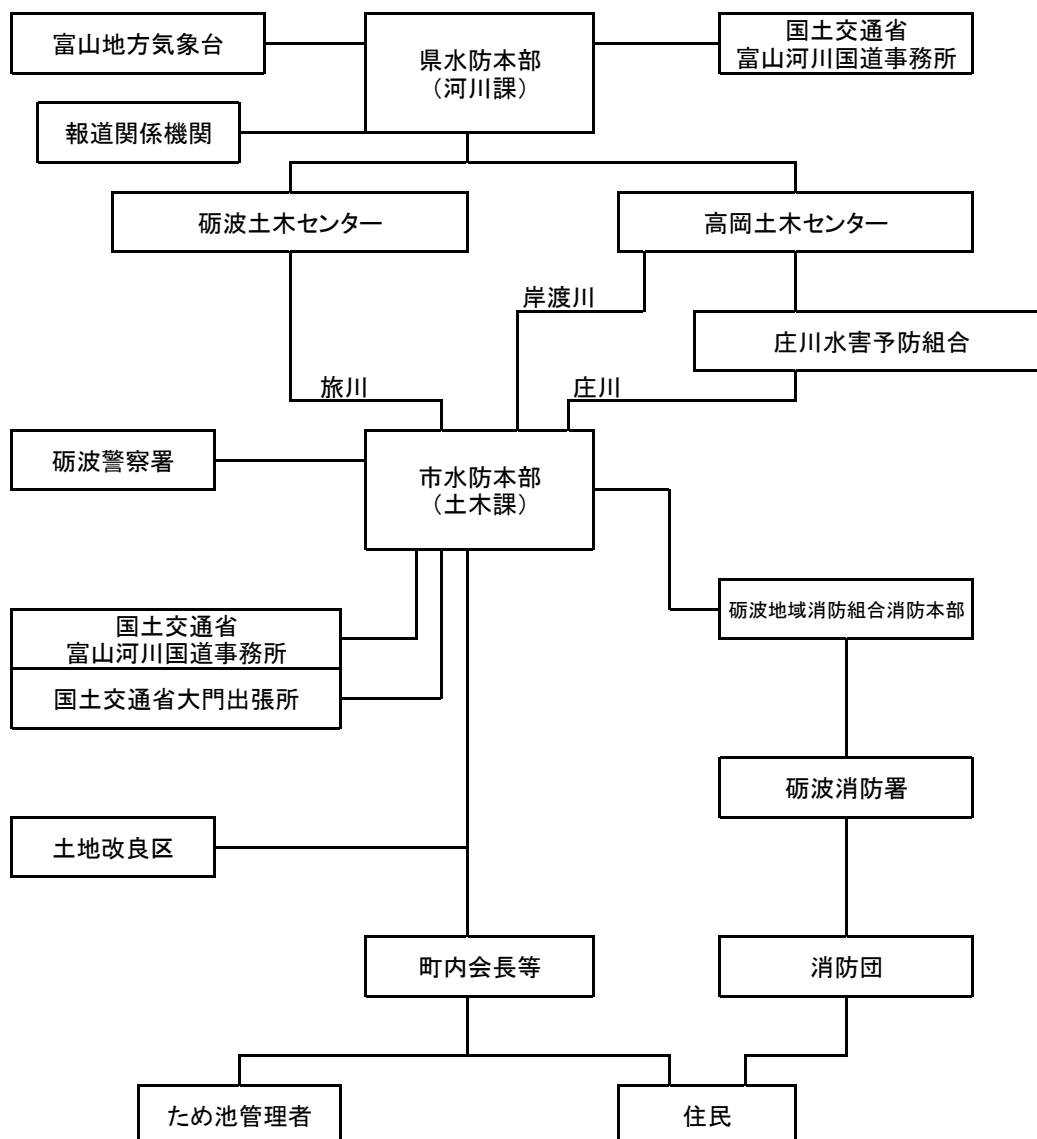 富山地方気象台
県水防本部
（河川課）
国土交通省
富山河川国道事務所
報道関係機関
砺波土木センター
高岡土木センター
岸渡川
庄川水害予防組合
旅川
庄川
砺波警察署
市水防本部
（土木課）
砺波地域消防組合消防本部
国土交通省
富山河川国道事務所
国土交通省大門出張所
砺波消防署
土地改良区
町内会長等
消防団
ため池管理者
住民